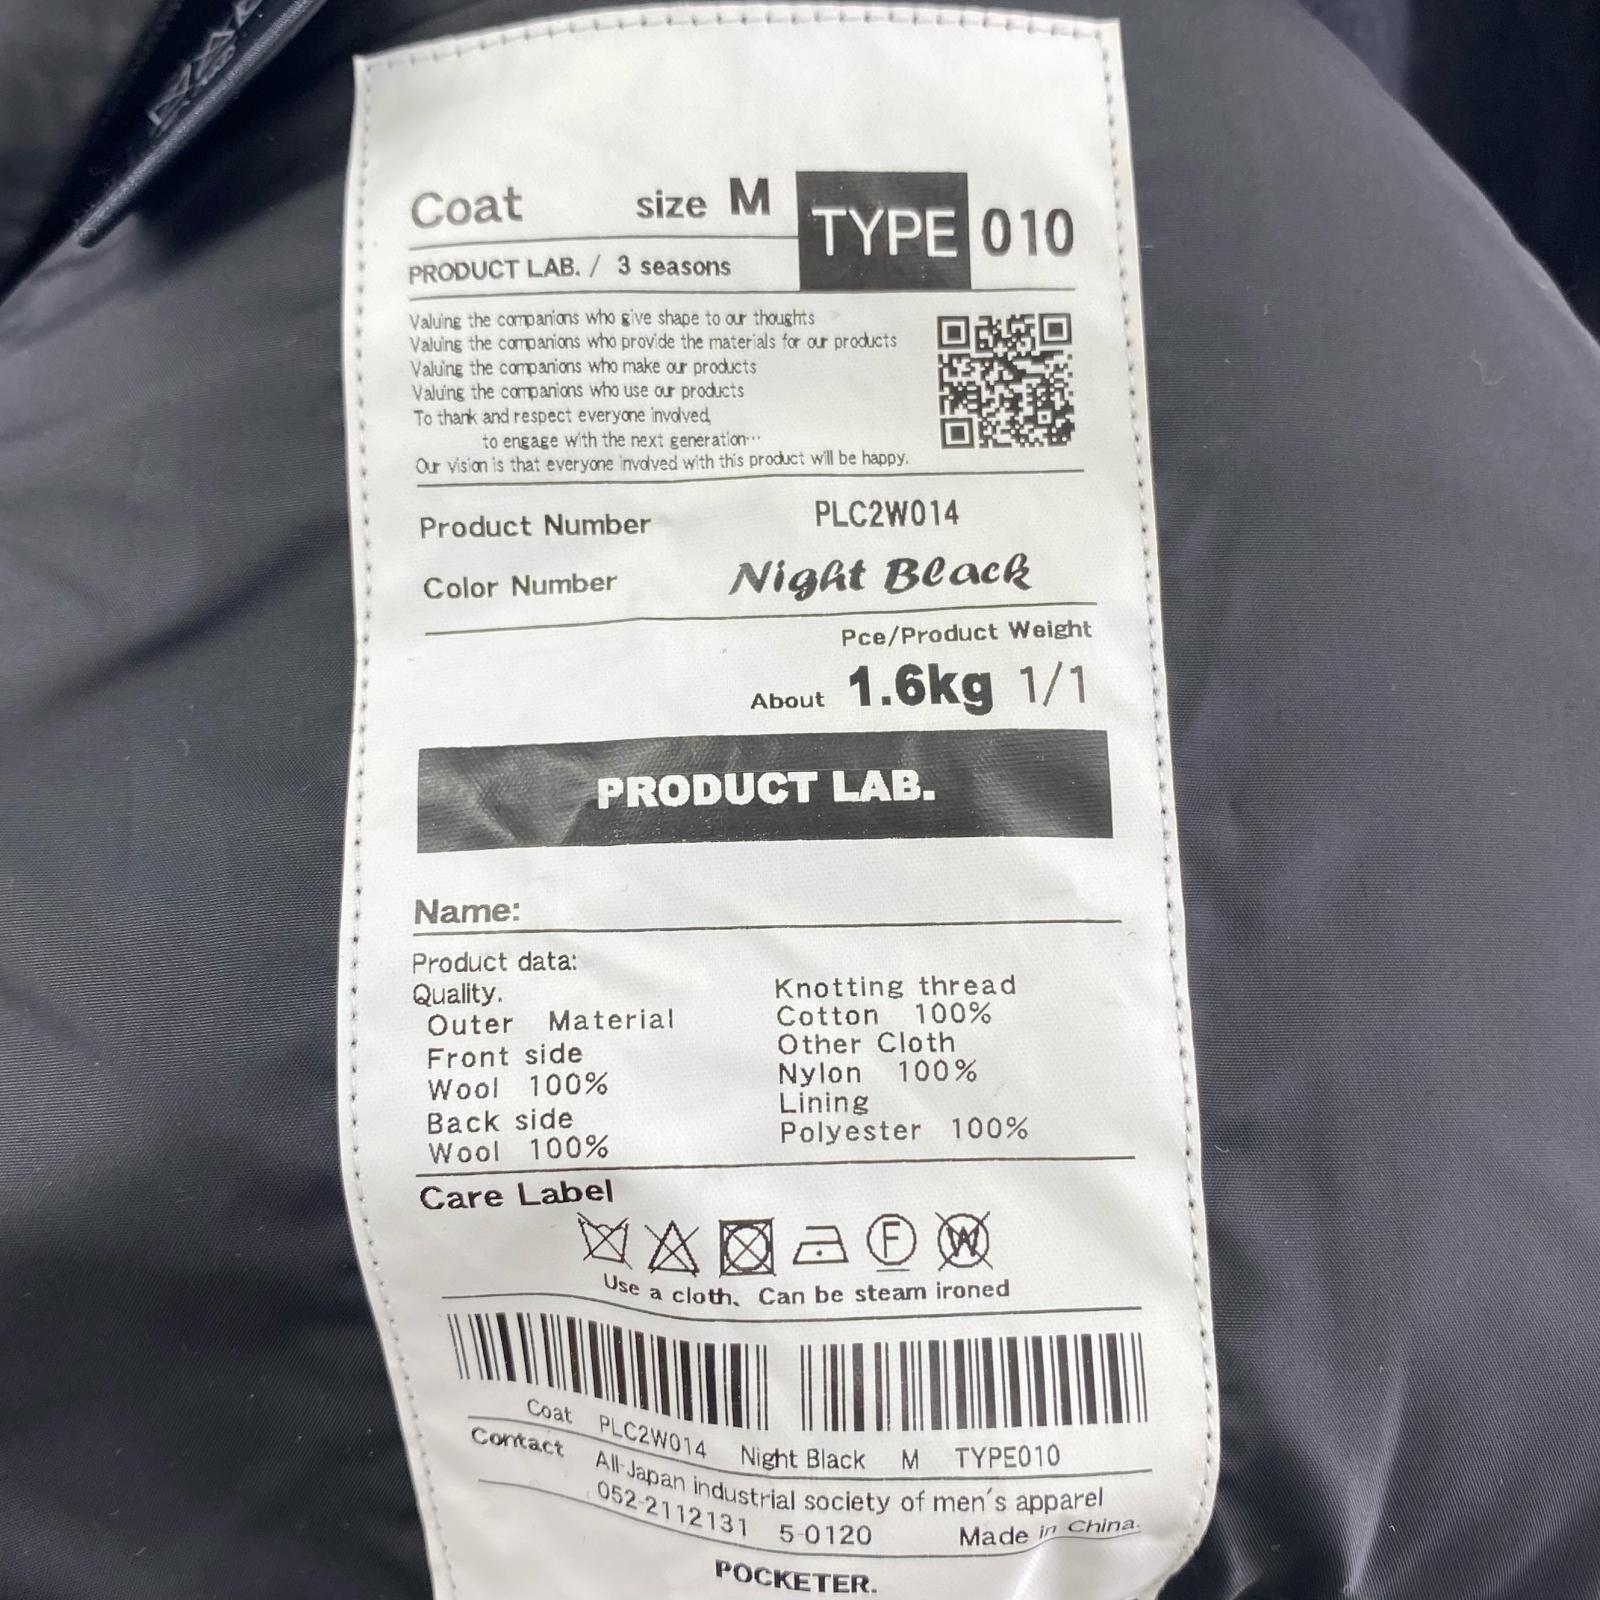 Coat size M TYPE 010
PRODUCT LAB. / 3 seasons
Valuing the companions who give shape to our thoughts
Valuing the companions who provide the materials for our products
Valuing the companions who make our products
Valuing the companions who use our products
To thank and respect everyone involved,
to engage with the next generation…
Our vision is that everyone involved with this product will be happy.
Product Number PLC2W014
Color Number Night Black
Pce/Product Weight
About 1.6kg 1/1
PRODUCT LAB.
Name:
Product data:
Quality.
Outer Material
Front side
Wool 100%
Back side
Wool 100%
Knotting thread
Cotton 100%
Other Cloth
Nylon 100%
Lining
Polyester 100%
Care Label
F W
Use a cloth、 Can be steam ironed
Coat PLC2W014 Night Black M TYPE010
Contact All-Japan industrial society of men's apparel
052-2112131 5-0120 Made in China.
POCKETER.